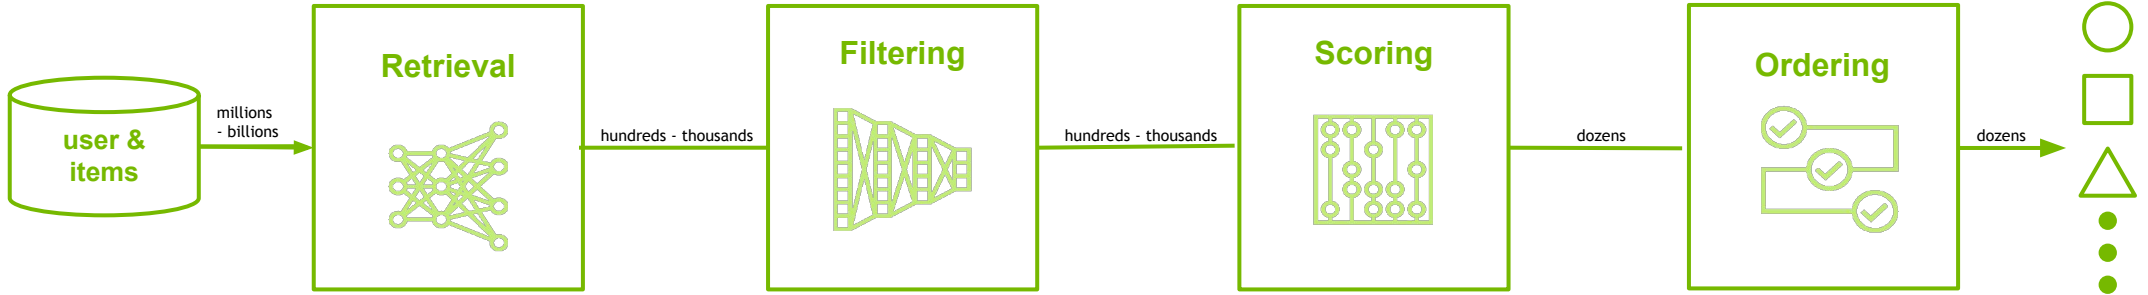 user &
items
millions
- billions
Retrieval
hundreds - thousands
Filtering
hundreds - thousands
Scoring
dozens
Ordering
dozens